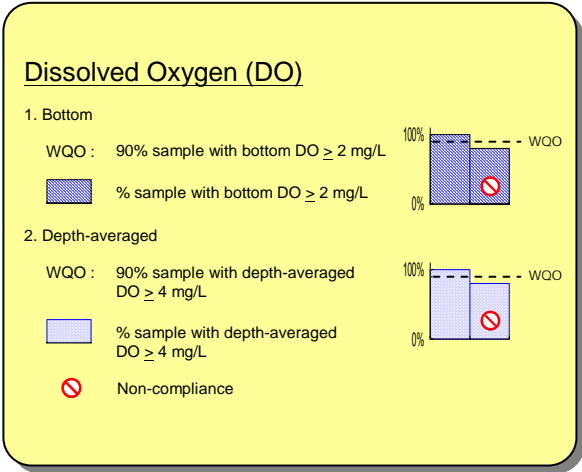 Dissolved Oxygen (DO)
1. Bottom
WQO : 90% sample with bottom DO ≥ 2 mg/L
% sample with bottom DO ≥ 2 mg/L
100%
WQO
0%
2. Depth-averaged
WQO : 90% sample with depth-averaged
DO ≥ 4 mg/L
% sample with depth-averaged
DO ≥ 4 mg/L
100%
WQO
0%
Non-compliance